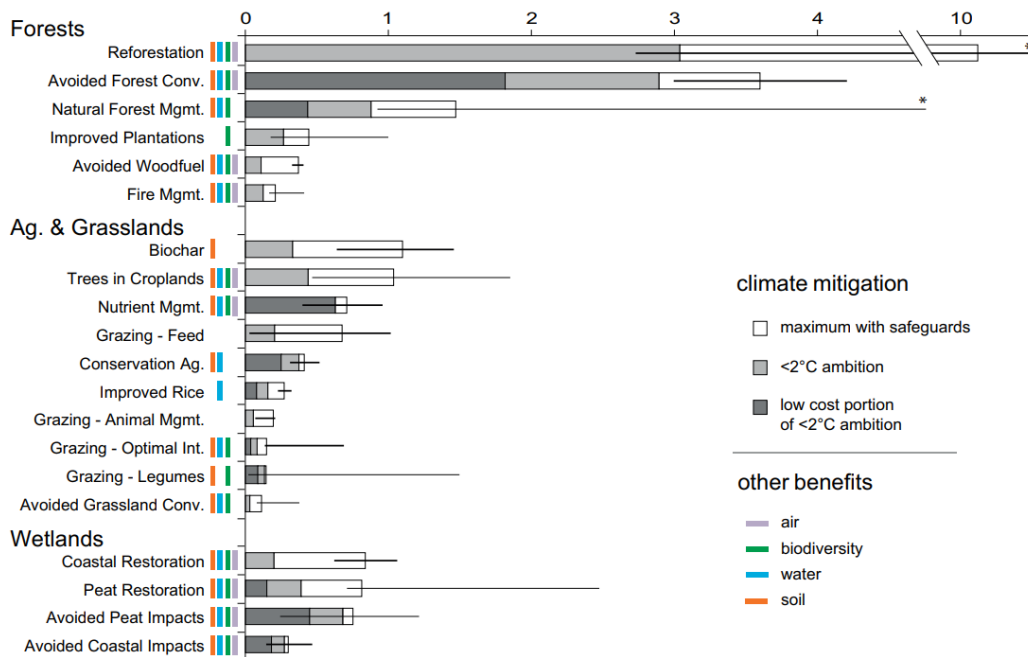 0 1 2 3 4 10
Forests
Reforestation
*
Avoided Forest Conv.
Natural Forest Mgmt.
*
Improved Plantations
Avoided Woodfuel
Fire Mgmt.
Ag. & Grasslands
Biochar
Trees in Croplands
Nutrient Mgmt.
Grazing - Feed
Conservation Ag.
Improved Rice
Grazing - Animal Mgmt.
Grazing - Optimal Int.
Grazing - Legumes
Avoided Grassland Conv.
Wetlands
Coastal Restoration
Peat Restoration
Avoided Peat Impacts
Avoided Coastal Impacts
climate mitigation
maximum with safeguards
<2°C ambition
low cost portion
of <2°C ambition
other benefits
air
biodiversity
water
soil